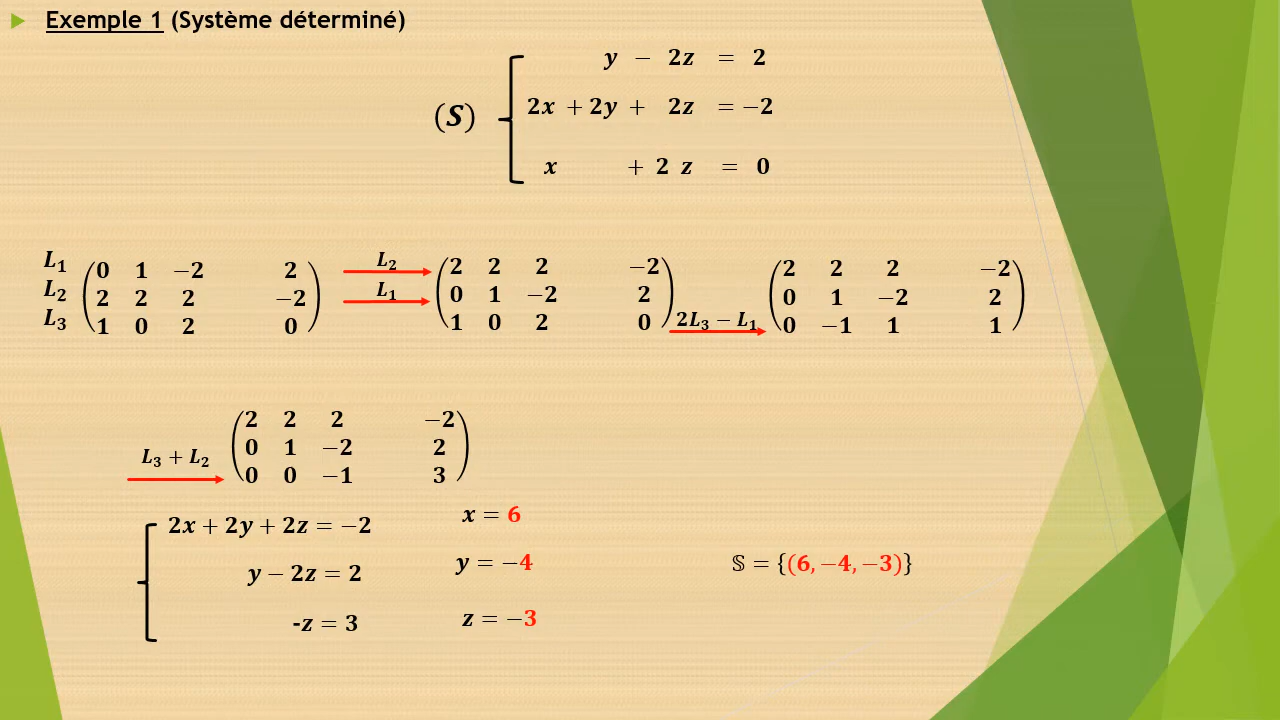 Exemple 1 (Système déterminé)
y − 2z = 2
(S)
2x + 2y + 2z = −2
x + 2 z = 0
L₁ 0 1 −2 2
L₂ 2 2 2 −2
L₃ 1 0 2 0
L₂
L₁
2 2 2 −2
0 1 −2 2
1 0 2 0
2L₃ − L₁
2 2 2 −2
0 1 −2 2
0 −1 1 1
L₃ + L₂
2 2 2 −2
0 1 −2 2
0 0 −1 3
2x + 2y + 2z = −2 x = 6
y − 2z = 2 y = −4 𝕊 = {(6, −4, −3)}
-z = 3 z = −3